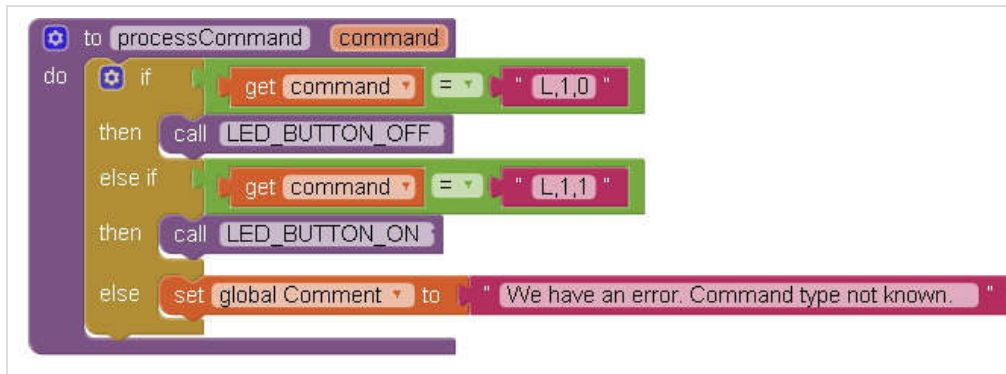 to processCommand command
do if get command = " L,1,0 "
then call LED_BUTTON_OFF
else if get command = " L,1,1 "
then call LED_BUTTON_ON
else set global Comment to " We have an error. Command type not known. "